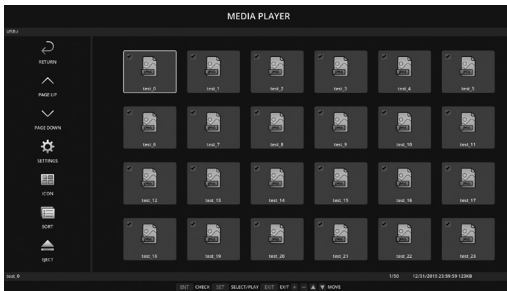 MEDIA PLAYER
USB:/
RETURN
PAGE UP
PAGE DOWN
SETTINGS
ICON
SORT
EJECT
test_0 test_1 test_2 test_3 test_4 test_5
test_6 test_7 test_8 test_9 test_10 test_11
test_12 test_13 test_14 test_15 test_16 test_17
test_18 test_19 test_20 test_21 test_22 test_23
test_0 1/50 12/31/2015 23:59:59 123KB
ENT CHECK SET SELECT/PLAY EXIT EXIT + − ▲ ▼ MOVE